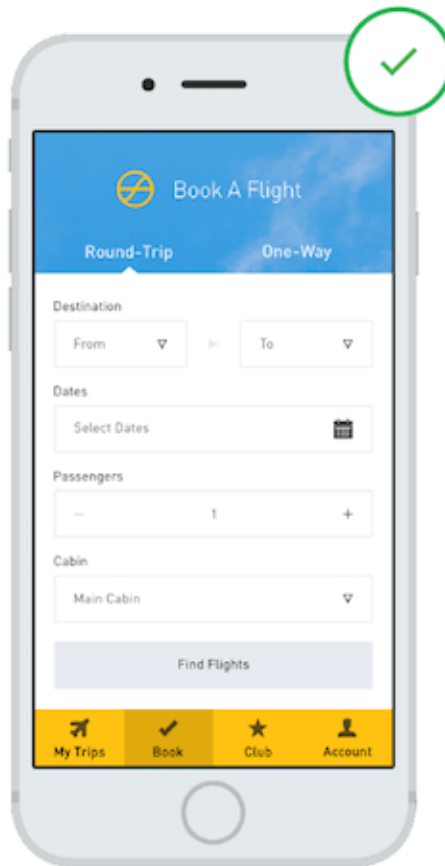 Book A Flight
Round-Trip One-Way
Destination
From To
Dates
Select Dates
Passengers
− 1 +
Cabin
Main Cabin
Find Flights
My Trips Book Club Account